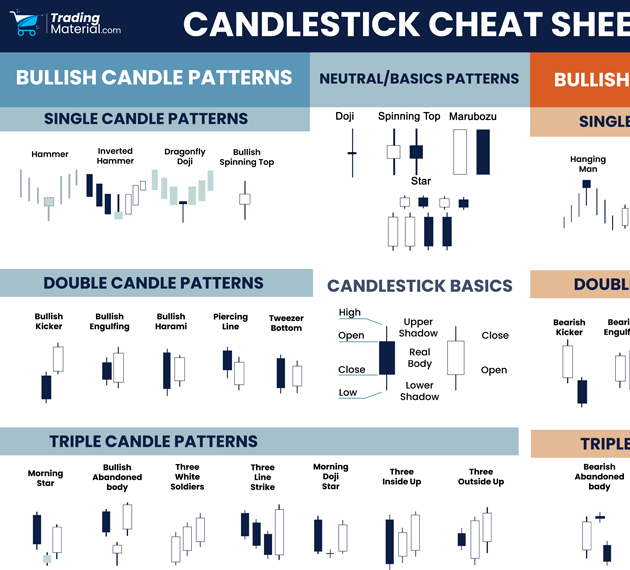 Trading
Material.com
CANDLESTICK CHEAT SHEE
BULLISH CANDLE PATTERNS
NEUTRAL/BASICS PATTERNS
BULLISH
SINGLE CANDLE PATTERNS
SINGLE
Hammer
Inverted
Hammer
Dragonfly
Doji
Bullish
Spinning Top
Doji
Spinning Top
Marubozu
Star
Hanging
Man
DOUBLE CANDLE PATTERNS
CANDLESTICK BASICS
DOUBL
Bullish
Kicker
Bullish
Engulfing
Bullish
Harami
Piercing
Line
Tweezer
Bottom
High
Open
Close
Low
Upper
Shadow
Real
Body
Lower
Shadow
Close
Open
Bearish
Kicker
Beari
Engulf
TRIPLE CANDLE PATTERNS
TRIPLE
Morning
Star
Bullish
Abandoned
body
Three
White
Soldiers
Three
Line
Strike
Morning
Doji
Star
Three
Inside Up
Three
Outside Up
Bearish
Abandoned
bady